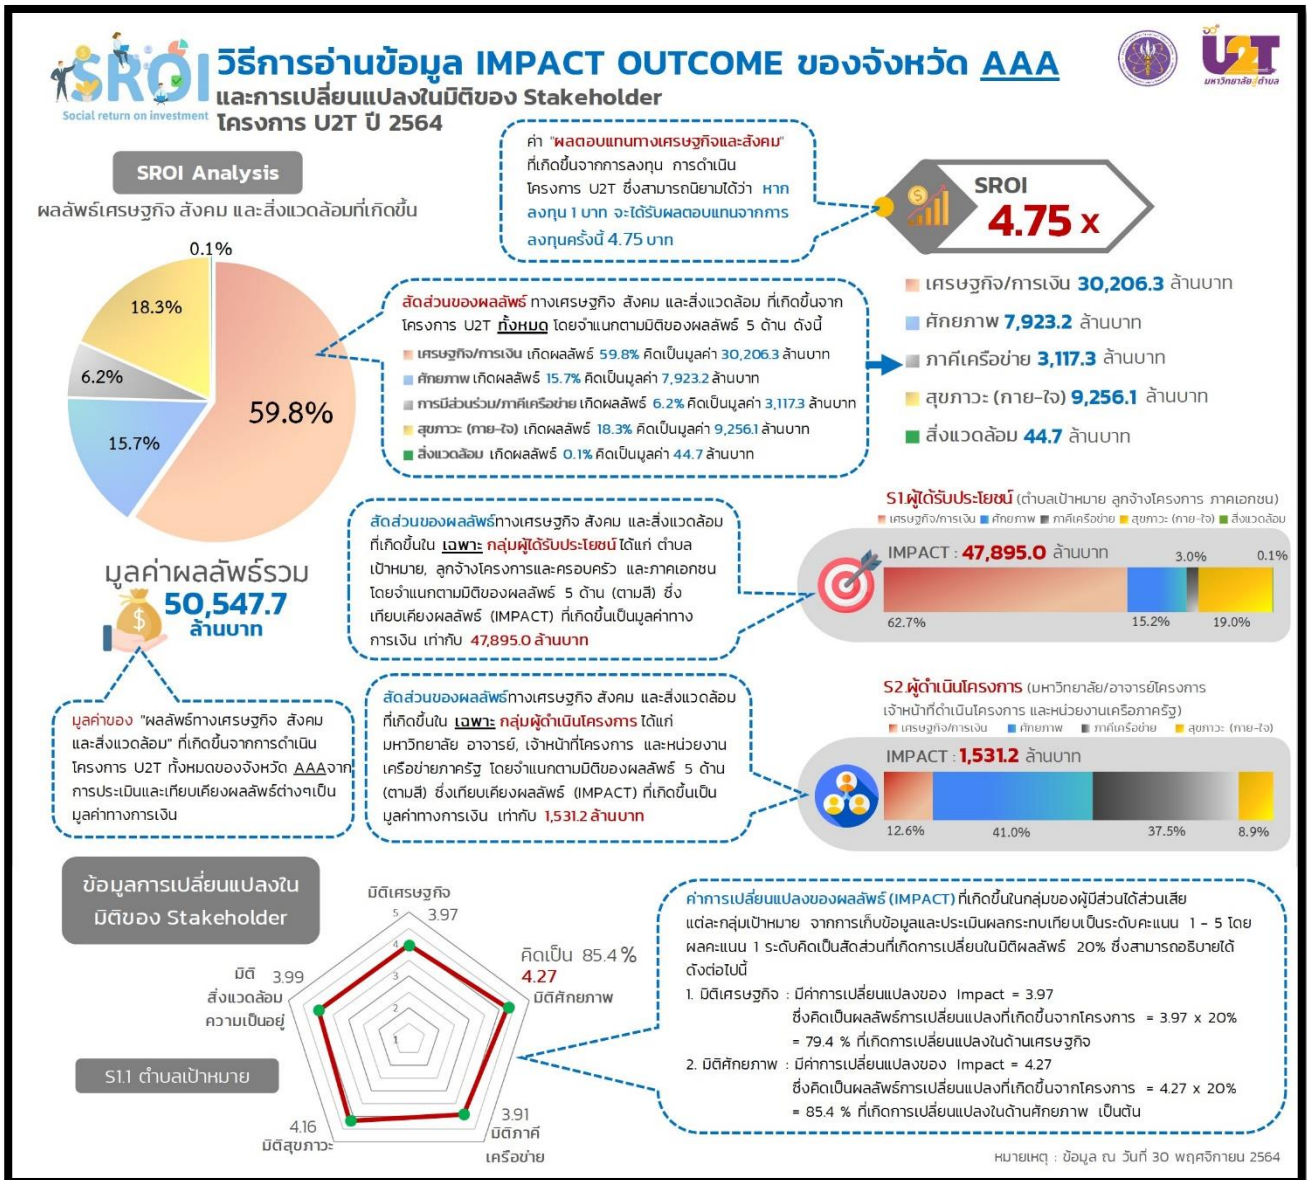 SROI
Social return on investment
วิธีการอ่านข้อมูล IMPACT OUTCOME ของจังหวัด AAA
และการเปลี่ยนแปลงในมิติของ Stakeholder
โครงการ U2T ปี 2564
U2T
มหาวิทยาลัยสู่ตำบล
SROI Analysis
ผลลัพธ์เศรษฐกิจ สังคม และสิ่งแวดล้อมที่เกิดขึ้น
0.1%
18.3%
6.2%
15.7%
59.8%
ค่า "ผลตอบแทนทางเศรษฐกิจและสังคม"
ที่เกิดขึ้นจากการลงทุน การดำเนิน
โครงการ U2T ซึ่งสามารถนิยามได้ว่า หาก
ลงทุน 1 บาท จะได้รับผลตอบแทนจากการ
ลงทุนครั้งนี้ 4.75 บาท
SROI
4.75 x
สัดส่วนของผลลัพธ์ ทางเศรษฐกิจ สังคม และสิ่งแวดล้อม ที่เกิดขึ้นจาก
โครงการ U2T ทั้งหมด โดยจำแนกตามมิติของผลลัพธ์ 5 ด้าน ดังนี้
เศรษฐกิจ/การเงิน เกิดผลลัพธ์ 59.8% คิดเป็นมูลค่า 30,206.3 ล้านบาท
ศักยภาพ เกิดผลลัพธ์ 15.7% คิดเป็นมูลค่า 7,923.2 ล้านบาท
การมีส่วนร่วม/ภาคีเครือข่าย เกิดผลลัพธ์ 6.2% คิดเป็นมูลค่า 3,117.3 ล้านบาท
สุขภาวะ (กาย-ใจ) เกิดผลลัพธ์ 18.3% คิดเป็นมูลค่า 9,256.1 ล้านบาท
สิ่งแวดล้อม เกิดผลลัพธ์ 0.1% คิดเป็นมูลค่า 44.7 ล้านบาท
เศรษฐกิจ/การเงิน 30,206.3 ล้านบาท
ศักยภาพ 7,923.2 ล้านบาท
ภาคีเครือข่าย 3,117.3 ล้านบาท
สุขภาวะ (กาย-ใจ) 9,256.1 ล้านบาท
สิ่งแวดล้อม 44.7 ล้านบาท
มูลค่าผลลัพธ์รวม
50,547.7
ล้านบาท
สัดส่วนของผลลัพธ์ทางเศรษฐกิจ สังคม และสิ่งแวดล้อม
ที่เกิดขึ้นใน เฉพาะ กลุ่มผู้ได้รับประโยชน์ ได้แก่ ตำบล
เป้าหมาย, ลูกจ้างโครงการและครอบครัว และภาคเอกชน
โดยจำแนกตามมิติของผลลัพธ์ 5 ด้าน (ตามสี) ซึ่ง
เทียบเคียงผลลัพธ์ (IMPACT) ที่เกิดขึ้นเป็นมูลค่าทาง
การเงิน เท่ากับ 47,895.0 ล้านบาท
S1.ผู้ได้รับประโยชน์ (ตำบลเป้าหมาย ลูกจ้างโครงการ ภาคเอกชน)
เศรษฐกิจ/การเงิน ศักยภาพ ภาคีเครือข่าย สุขภาวะ (กาย-ใจ) สิ่งแวดล้อม
IMPACT : 47,895.0 ล้านบาท
3.0% 0.1%
62.7% 15.2% 19.0%
มูลค่าของ "ผลลัพธ์ทางเศรษฐกิจ สังคม
และสิ่งแวดล้อม" ที่เกิดขึ้นจากการดำเนิน
โครงการ U2T ทั้งหมดของจังหวัด AAAจาก
การประเมินและเทียบเคียงผลลัพธ์ต่างๆเป็น
มูลค่าทางการเงิน
สัดส่วนของผลลัพธ์ทางเศรษฐกิจ สังคม และสิ่งแวดล้อม
ที่เกิดขึ้นใน เฉพาะ กลุ่มผู้ดำเนินโครงการ ได้แก่
มหาวิทยาลัย อาจารย์, เจ้าหน้าที่โครงการ และหน่วยงาน
เครือข่ายภาครัฐ โดยจำแนกตามมิติของผลลัพธ์ 5 ด้าน
(ตามสี) ซึ่งเทียบเคียงผลลัพธ์ (IMPACT) ที่เกิดขึ้นเป็น
มูลค่าทางการเงิน เท่ากับ 1,531.2 ล้านบาท
S2.ผู้ดำเนินโครงการ (มหาวิทยาลัย/อาจารย์โครงการ
เจ้าหน้าที่ดำเนินโครงการ และหน่วยงานเครือภาครัฐ)
เศรษฐกิจ/การเงิน ศักยภาพ ภาคีเครือข่าย สุขภาวะ (กาย-ใจ)
IMPACT : 1,531.2 ล้านบาท
12.6% 41.0% 37.5% 8.9%
ข้อมูลการเปลี่ยนแปลงใน
มิติของ Stakeholder
S1.1 ตำบลเป้าหมาย
มิติเศรษฐกิจ
3.97
5
4
3
2
1
คิดเป็น 85.4 %
4.27
มิติศักยภาพ
มิติ 3.99
สิ่งแวดล้อม
ความเป็นอยู่
4.16
มิติสุขภาวะ
3.91
มิติภาคี
เครือข่าย
ค่าการเปลี่ยนแปลงของผลลัพธ์ (IMPACT) ที่เกิดขึ้นในกลุ่มของผู้มีส่วนได้ส่วนเสีย
แต่ละกลุ่มเป้าหมาย จากการเก็บข้อมูลและประเมินผลกระทบเทียบเป็นระดับคะแนน 1 - 5 โดย
ผลคะแนน 1 ระดับคิดเป็นสัดส่วนที่เกิดการเปลี่ยนในมิติผลลัพธ์ 20% ซึ่งสามารถอธิบายได้
ดังต่อไปนี้
1. มิติเศรษฐกิจ : มีค่าการเปลี่ยนแปลงของ Impact = 3.97
ซึ่งคิดเป็นผลลัพธ์การเปลี่ยนแปลงที่เกิดขึ้นจากโครงการ = 3.97 x 20%
= 79.4 % ที่เกิดการเปลี่ยนแปลงในด้านเศรษฐกิจ
2. มิติศักยภาพ : มีค่าการเปลี่ยนแปลงของ Impact = 4.27
ซึ่งคิดเป็นผลลัพธ์การเปลี่ยนแปลงที่เกิดขึ้นจากโครงการ = 4.27 x 20%
= 85.4 % ที่เกิดการเปลี่ยนแปลงในด้านศักยภาพ เป็นต้น
หมายเหตุ : ข้อมูล ณ วันที่ 30 พฤศจิกายน 2564